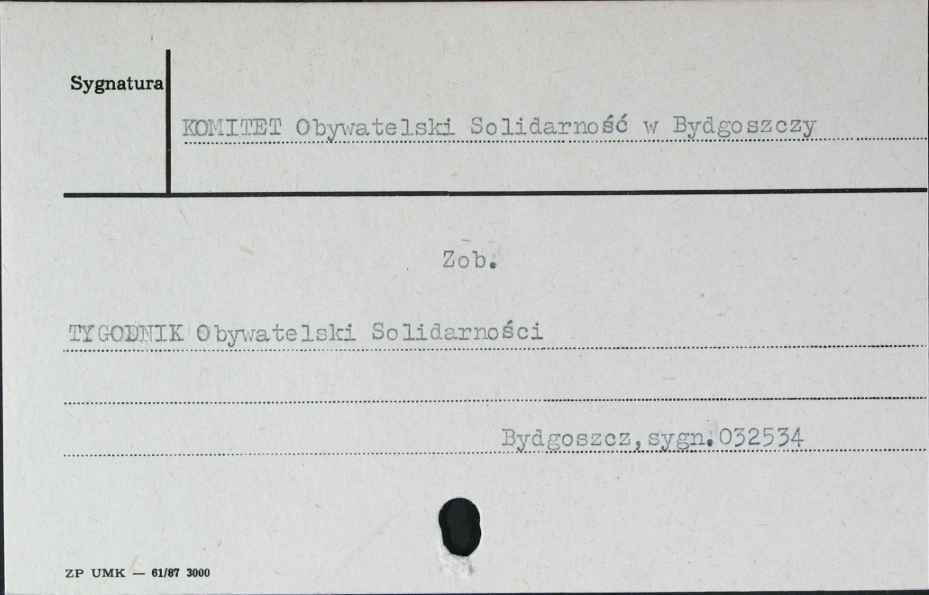 Sygnatura
KOMITET Obywatelski Solidarność w Bydgoszczy
Zob.
TYGODNIK Obywatelski Solidarności
Bydgoszcz,sygn.032534
ZP UMK — 61/87 3000